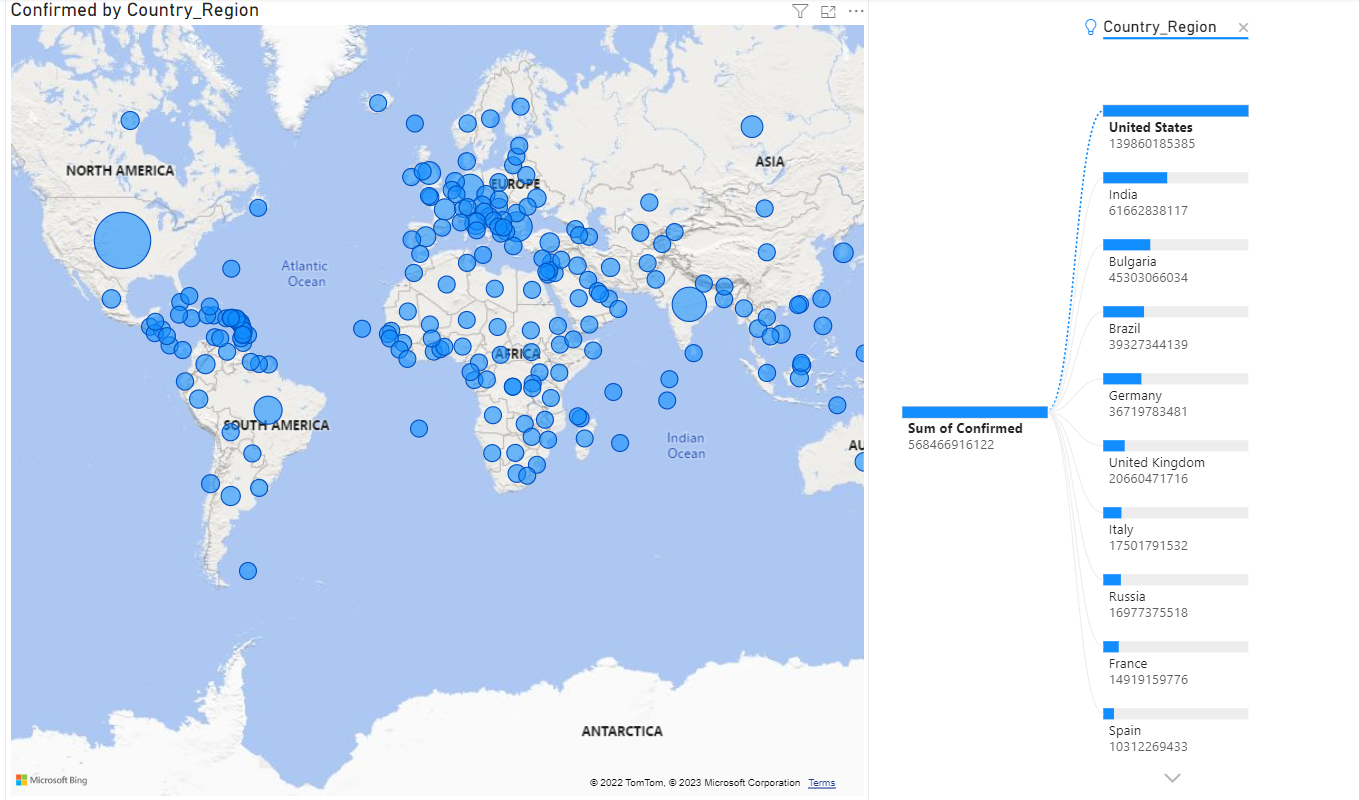 Confirmed by Country_Region
NORTH AMERICA
ASIA
EUROPE
Atlantic
Ocean
AFRICA
SOUTH AMERICA
Indian
Ocean
AU
ANTARCTICA
Microsoft Bing
© 2022 TomTom, © 2023 Microsoft Corporation Terms
Country_Region
Sum of Confirmed
568466916122
United States
139860185385
India
61662838117
Bulgaria
45303066034
Brazil
39327344139
Germany
36719783481
United Kingdom
20660471716
Italy
17501791532
Russia
16977375518
France
14919159776
Spain
10312269433